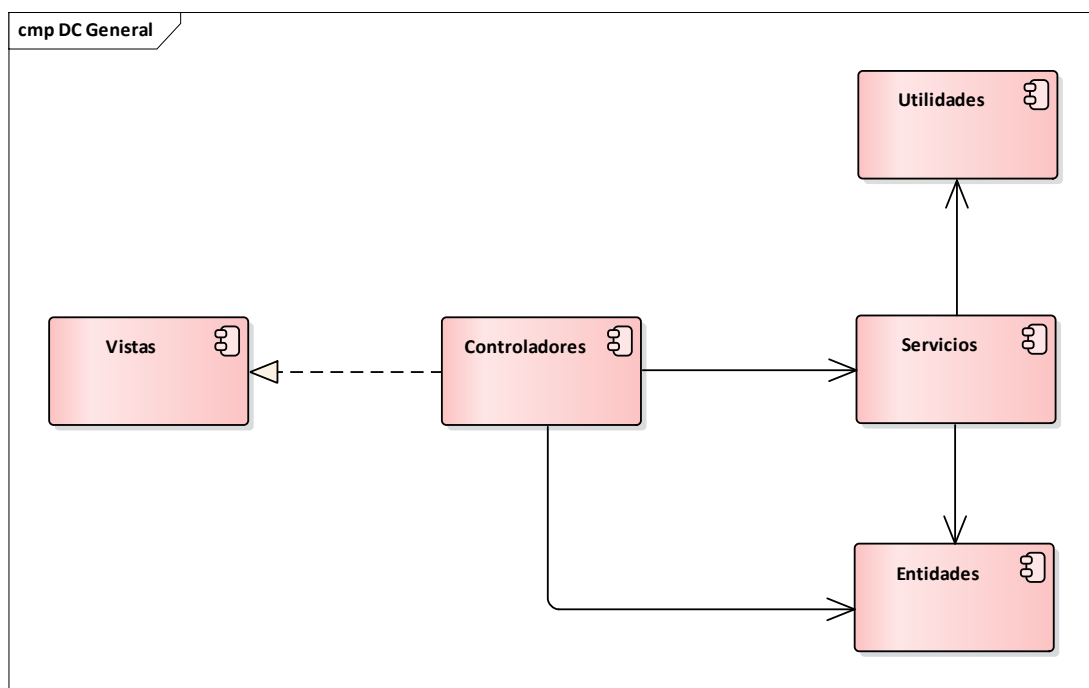 cmp DC General
Utilidades
Vistas
Controladores
Servicios
Entidades